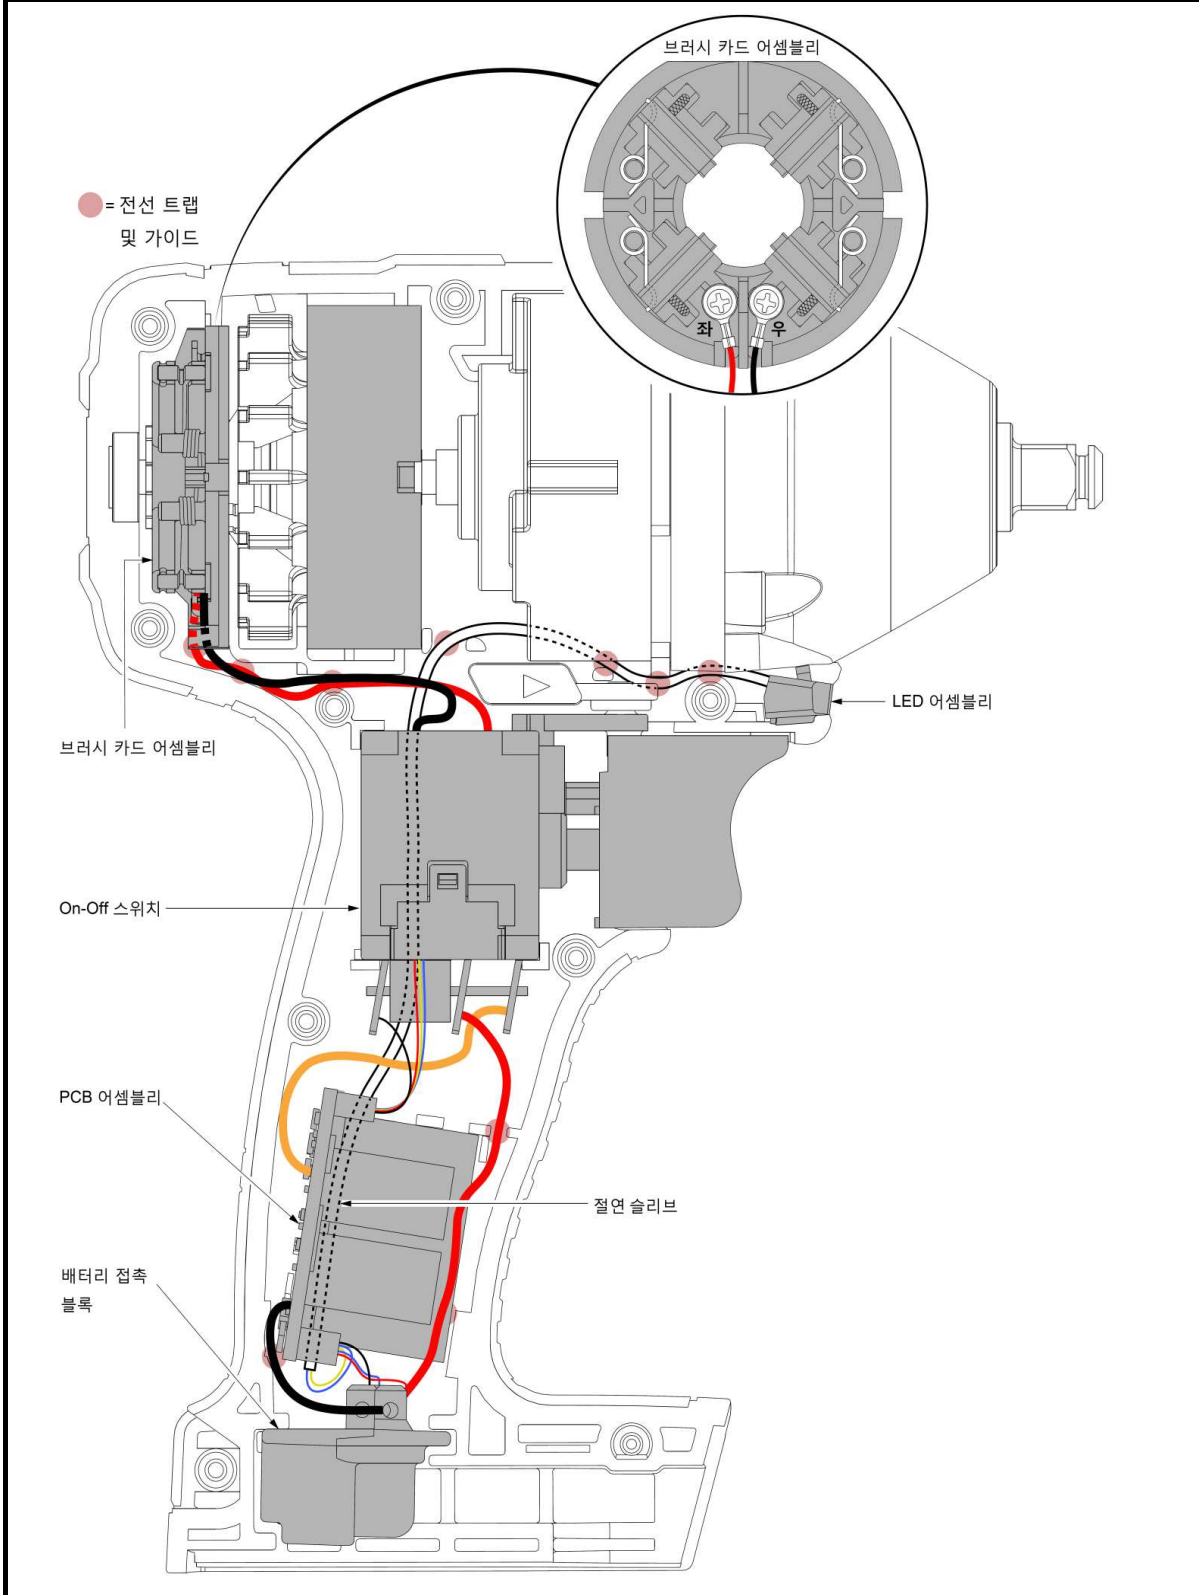 브러시 카드 어셈블리
= 전선 트랩
및 가이드
좌
우
LED 어셈블리
브러시 카드 어셈블리
On-Off 스위치
PCB 어셈블리
절연 슬리브
배터리 접촉
블록